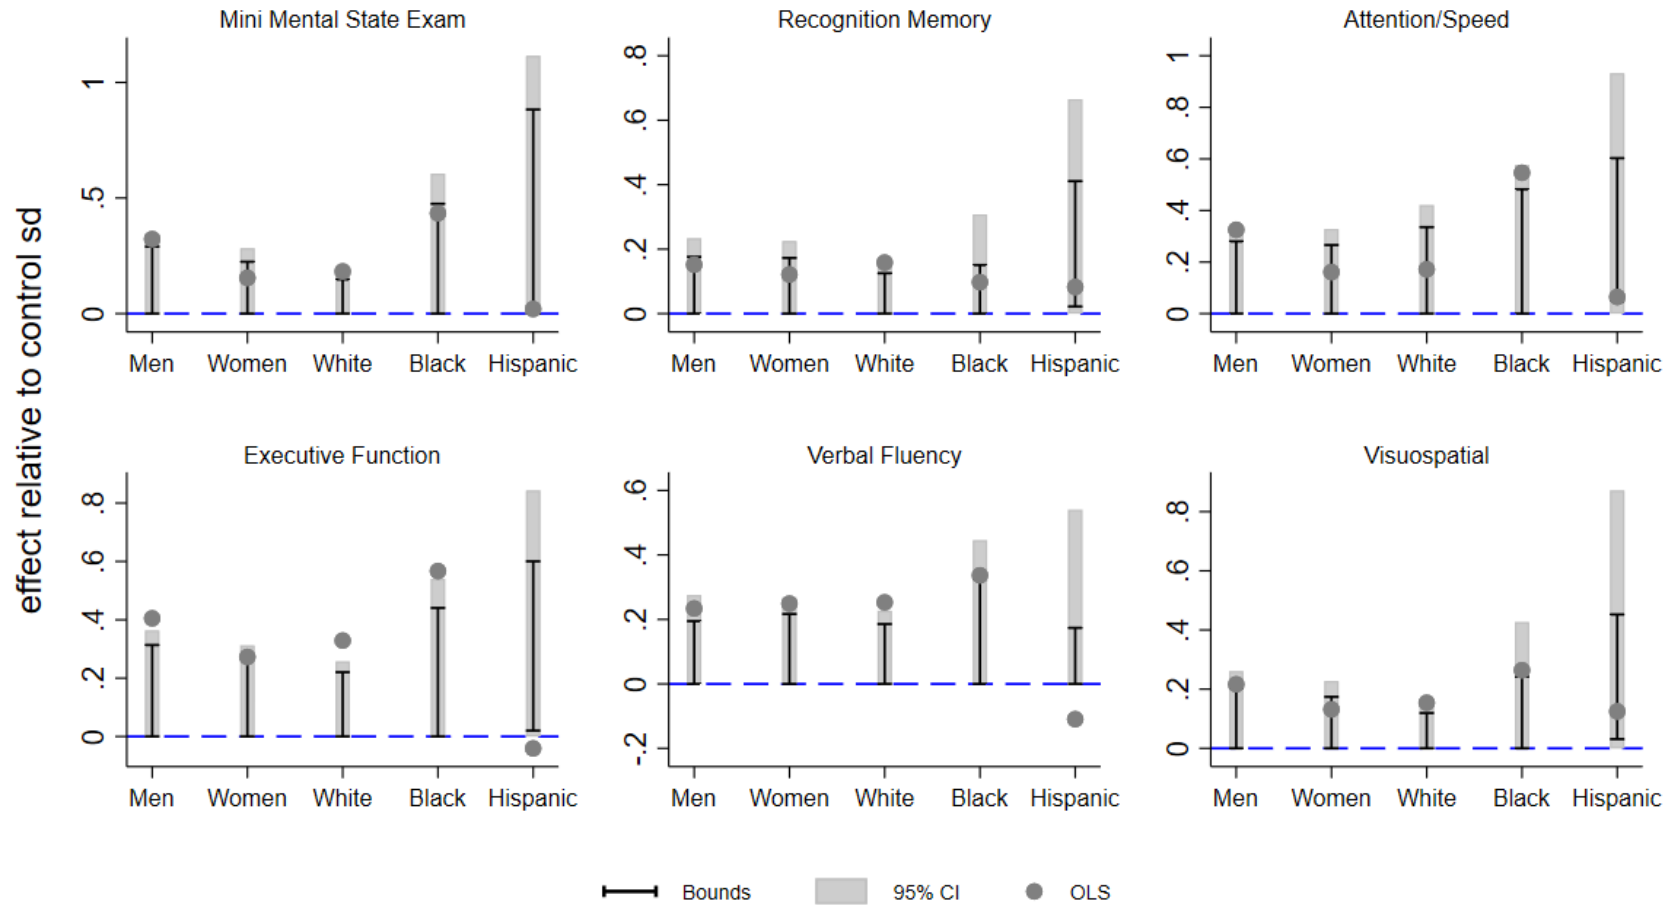 Mini Mental State Exam
Recognition Memory
Attention/Speed
effect relative to control sd
1
.5
0
Men Women White Black Hispanic
.8
.6
.4
.2
0
Men Women White Black Hispanic
1
.8
.6
.4
.2
0
Men Women White Black Hispanic
Executive Function
Verbal Fluency
Visuospatial
.8
.6
.4
.2
0
Men Women White Black Hispanic
.6
.4
.2
0
-.2
Men Women White Black Hispanic
.8
.6
.4
.2
0
Men Women White Black Hispanic
Bounds 95% CI OLS